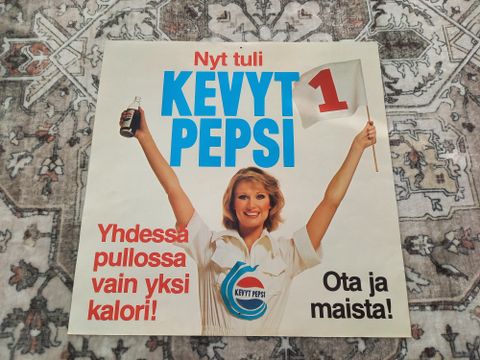 Nyt tuli
KEVYT
PEPSI
1
Yhdessä
pullossa
vain yksi
kalori!
KEVYT PEPSI
Ota ja
maista!